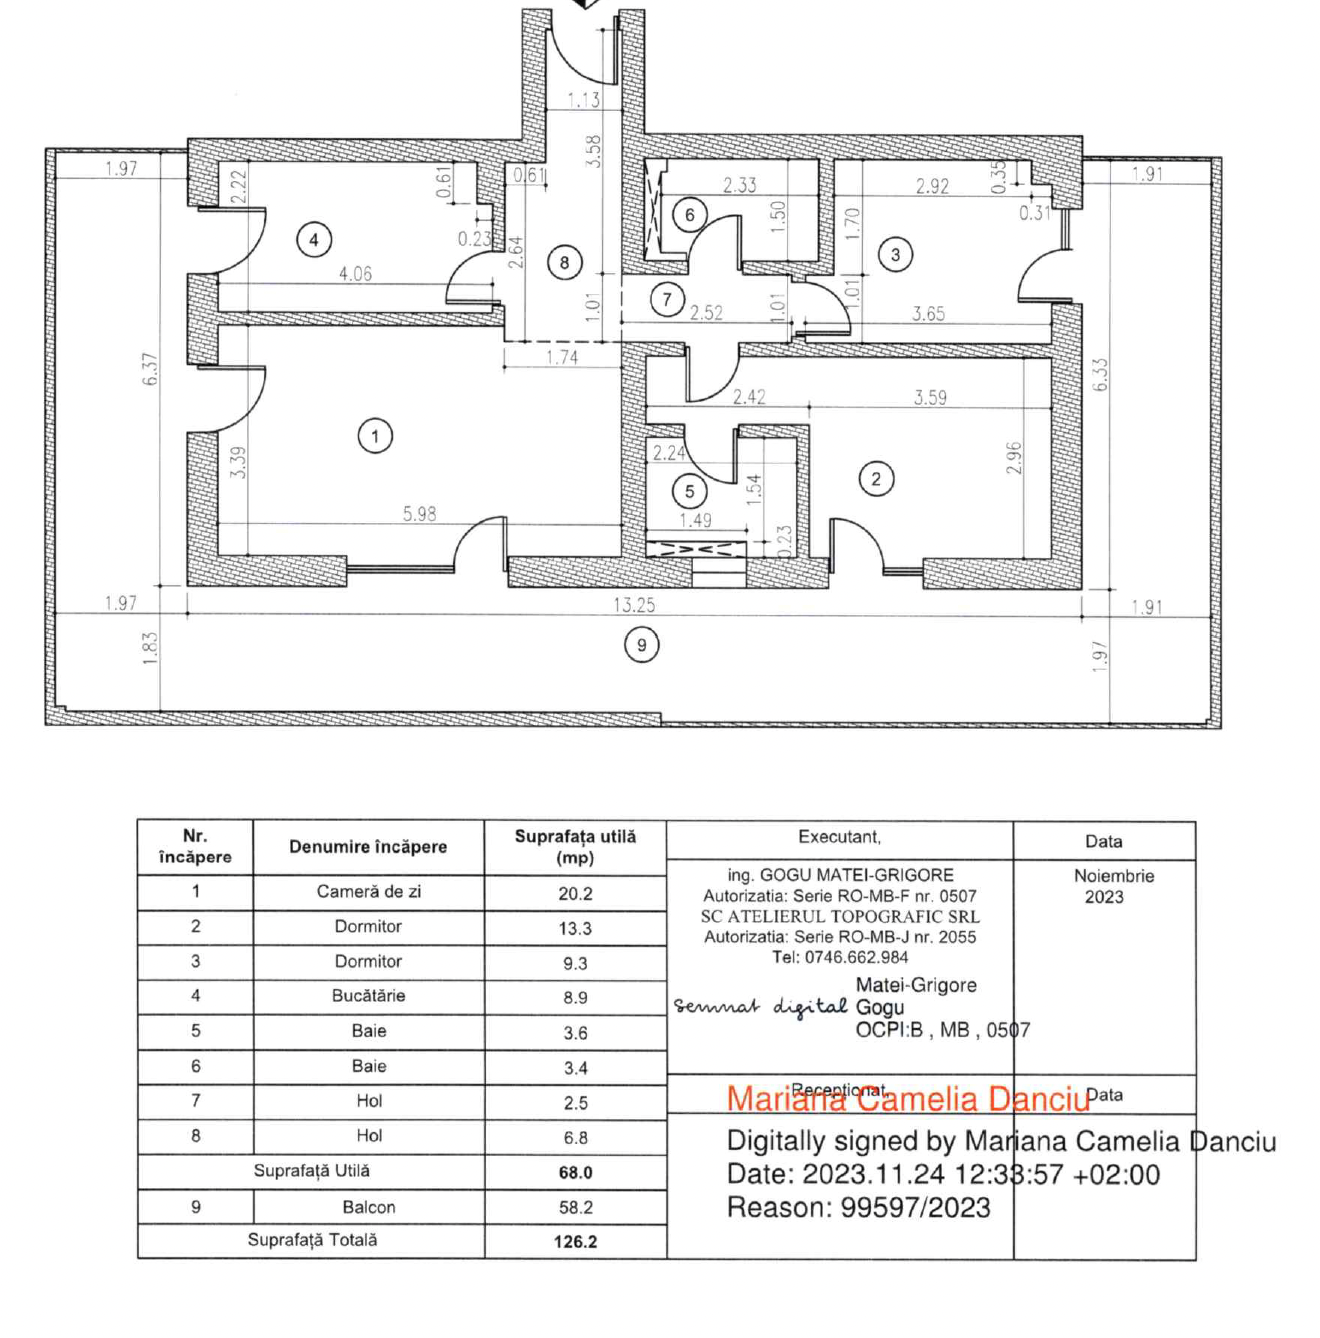 1.13
3.58
1.97
2.22
0.61
0.61
2.33
2.92
0.35
1.91
6
1.50
1.70
0.31
4
0.23
2.64
8
3
4.06
7
1.01
2.52
1.01
1.01
3.65
1.74
6.37
6.33
2.42
3.59
1
3.39
2.24
2.96
5
1.54
2
5.98
1.49
0.23
1.97
13.25
1.91
1.83
9
1.97
Nr. încăpere
Denumire încăpere
Suprafața utilă (mp)
Executant,
Data
1 Cameră de zi 20.2
2 Dormitor 13.3
3 Dormitor 9.3
4 Bucătărie 8.9
5 Baie 3.6
6 Baie 3.4
7 Hol 2.5
8 Hol 6.8
Suprafață Utilă 68.0
9 Balcon 58.2
Suprafață Totală 126.2
ing. GOGU MATEI-GRIGORE
Autorizatia: Serie RO-MB-F nr. 0507
SC ATELIERUL TOPOGRAFIC SRL
Autorizatia: Serie RO-MB-J nr. 2055
Tel: 0746.662.984
Noiembrie
2023
semnat digital
Matei-Grigore
Gogu
OCPI:B , MB , 0507
Recepționat,
Data
Mariana Camelia Danciu
Digitally signed by Mariana Camelia Danciu
Date: 2023.11.24 12:33:57 +02:00
Reason: 99597/2023